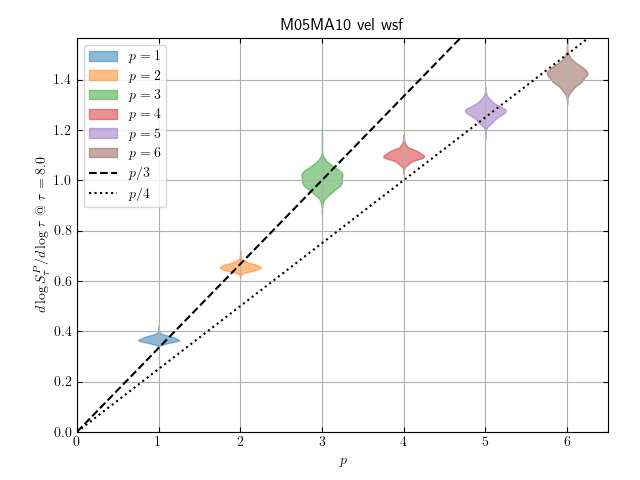 M05MA10 vel wsf
d log S_τ^P / d log τ @ τ = 8.0
1.4
1.2
1.0
0.8
0.6
0.4
0.2
0.0
p = 1
p = 2
p = 3
p = 4
p = 5
p = 6
p/3
p/4
0 1 2 3 4 5 6
p